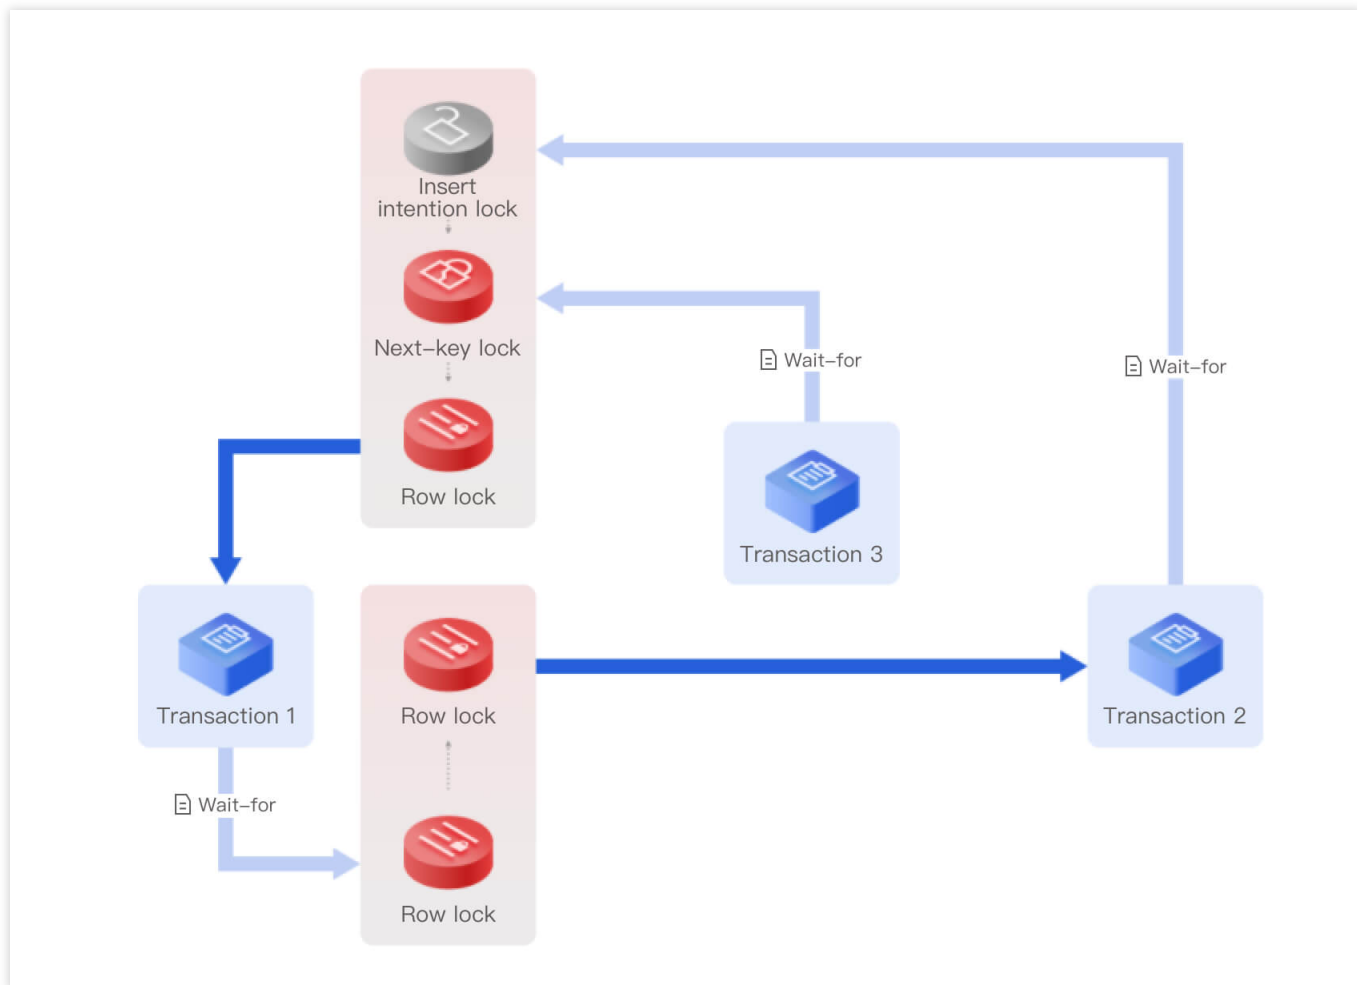 Insert
intention lock
Next-key lock
Row lock
Wait-for
Wait-for
Transaction 3
Transaction 1
Row lock
Transaction 2
Wait-for
Row lock